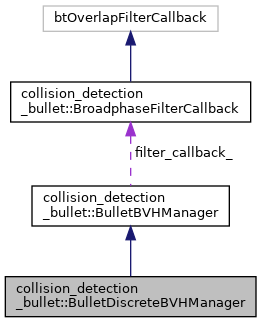 btOverlapFilterCallback
collision_detection
_bullet::BroadphaseFilterCallback
filter_callback_
collision_detection
_bullet::BulletBVHManager
collision_detection
_bullet::BulletDiscreteBVHManager